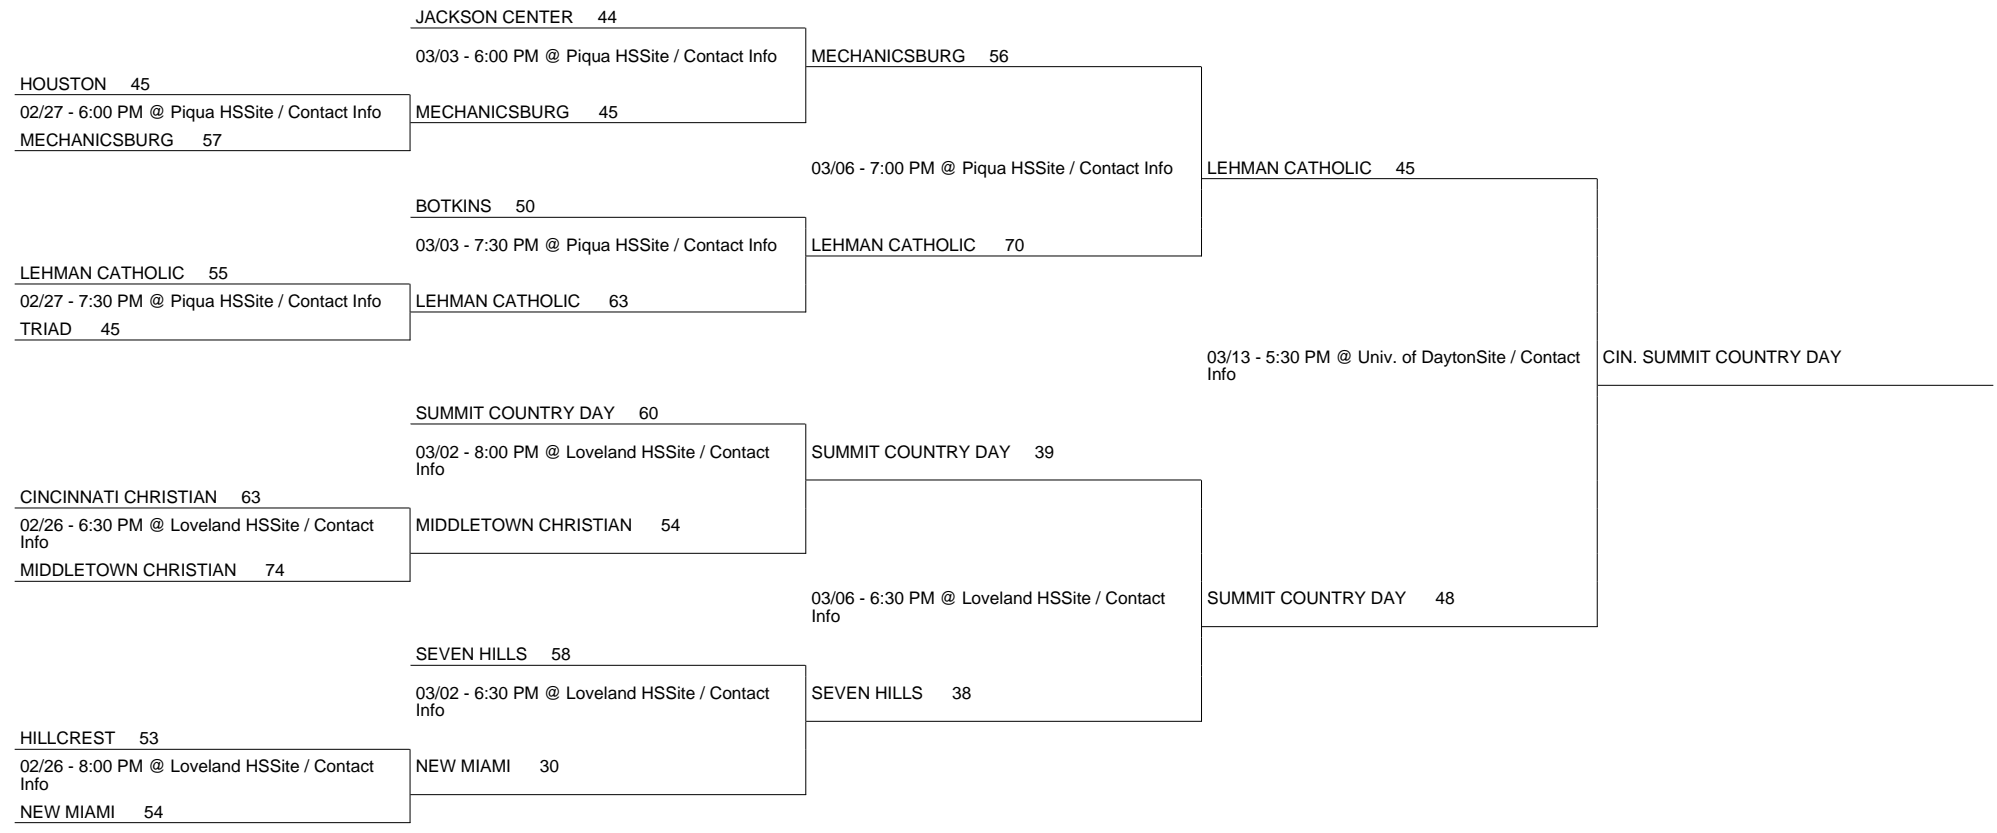 JACKSON CENTER 44
03/03 - 6:00 PM @ Piqua HSSite / Contact Info
MECHANICSBURG 56
HOUSTON 45
02/27 - 6:00 PM @ Piqua HSSite / Contact Info
MECHANICSBURG 45
MECHANICSBURG 57
03/06 - 7:00 PM @ Piqua HSSite / Contact Info
LEHMAN CATHOLIC 45
BOTKINS 50
03/03 - 7:30 PM @ Piqua HSSite / Contact Info
LEHMAN CATHOLIC 70
LEHMAN CATHOLIC 55
02/27 - 7:30 PM @ Piqua HSSite / Contact Info
LEHMAN CATHOLIC 63
TRIAD 45
03/13 - 5:30 PM @ Univ. of DaytonSite / Contact
Info
CIN. SUMMIT COUNTRY DAY
SUMMIT COUNTRY DAY 60
03/02 - 8:00 PM @ Loveland HSSite / Contact
Info
SUMMIT COUNTRY DAY 39
CINCINNATI CHRISTIAN 63
02/26 - 6:30 PM @ Loveland HSSite / Contact
Info
MIDDLETOWN CHRISTIAN 54
MIDDLETOWN CHRISTIAN 74
03/06 - 6:30 PM @ Loveland HSSite / Contact
Info
SUMMIT COUNTRY DAY 48
SEVEN HILLS 58
03/02 - 6:30 PM @ Loveland HSSite / Contact
Info
SEVEN HILLS 38
HILLCREST 53
02/26 - 8:00 PM @ Loveland HSSite / Contact
Info
NEW MIAMI 30
NEW MIAMI 54